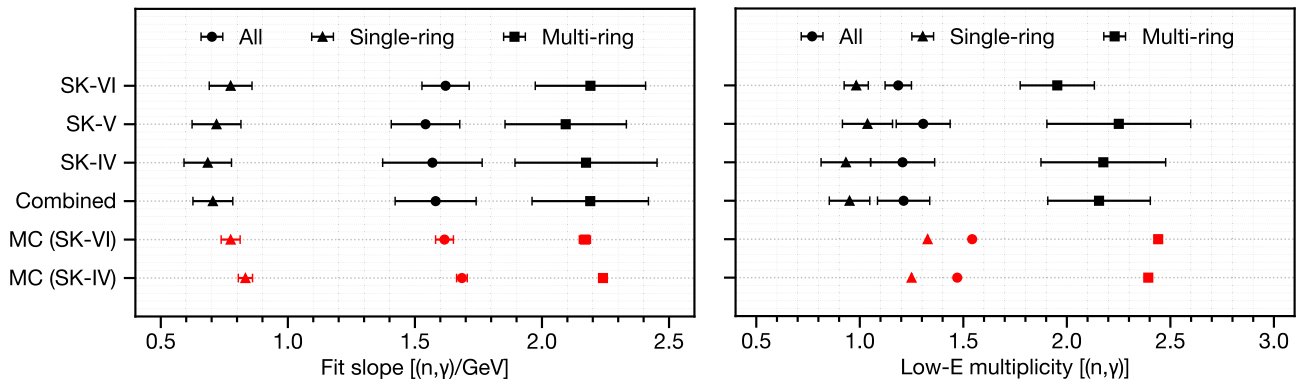 All Single-ring Multi-ring
All Single-ring Multi-ring
SK-VI
SK-V
SK-IV
Combined
MC (SK-VI)
MC (SK-IV)
0.5 1.0 1.5 2.0 2.5
0.5 1.0 1.5 2.0 2.5 3.0
Fit slope [(n,γ)/GeV]
Low-E multiplicity [(n,γ)]